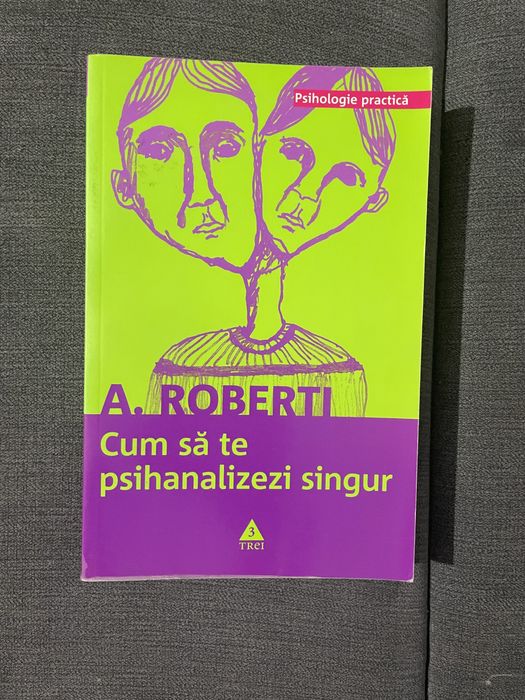 Psihologie practică
A. ROBERTI
Cum să te
psihanalizezi singur
3
TREI